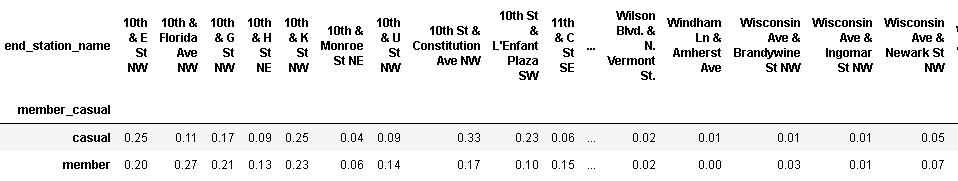 end_station_name
10th
& E
St
NW
10th &
Florida
Ave
NW
10th
& G
St
NW
10th
& H
St
NE
10th
& K
St
NW
10th &
Monroe
St NE
10th
& U
St
NW
10th St &
Constitution
Ave NW
10th St
&
L'Enfant
Plaza
SW
11th
& C
St
SE
...
Wilson
Blvd. &
N.
Vermont
St.
Windham
Ln &
Amherst
Ave
Wisconsin
Ave &
Brandywine
St NW
Wisconsin
Ave &
Ingomar
St NW
Wisconsin
Ave &
Newark St
NW
member_casual
casual 0.25 0.11 0.17 0.09 0.25 0.04 0.09 0.33 0.23 0.06 ... 0.02 0.01 0.01 0.01 0.05
member 0.20 0.27 0.21 0.13 0.23 0.06 0.14 0.17 0.10 0.15 ... 0.02 0.00 0.03 0.01 0.07